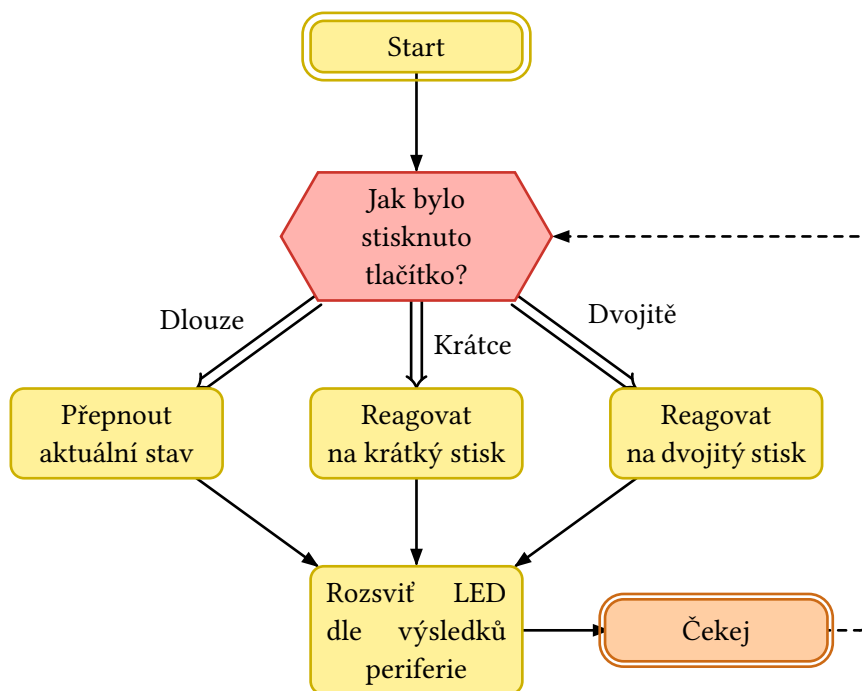 Start
Jak bylo
stisknuto
tlačítko?
Dlouze
Krátce
Dvojitě
Přepnout
aktuální stav
Reagovat
na krátký stisk
Reagovat
na dvojitý stisk
Rozsviť LED
dle výsledků
periferie
Čekej